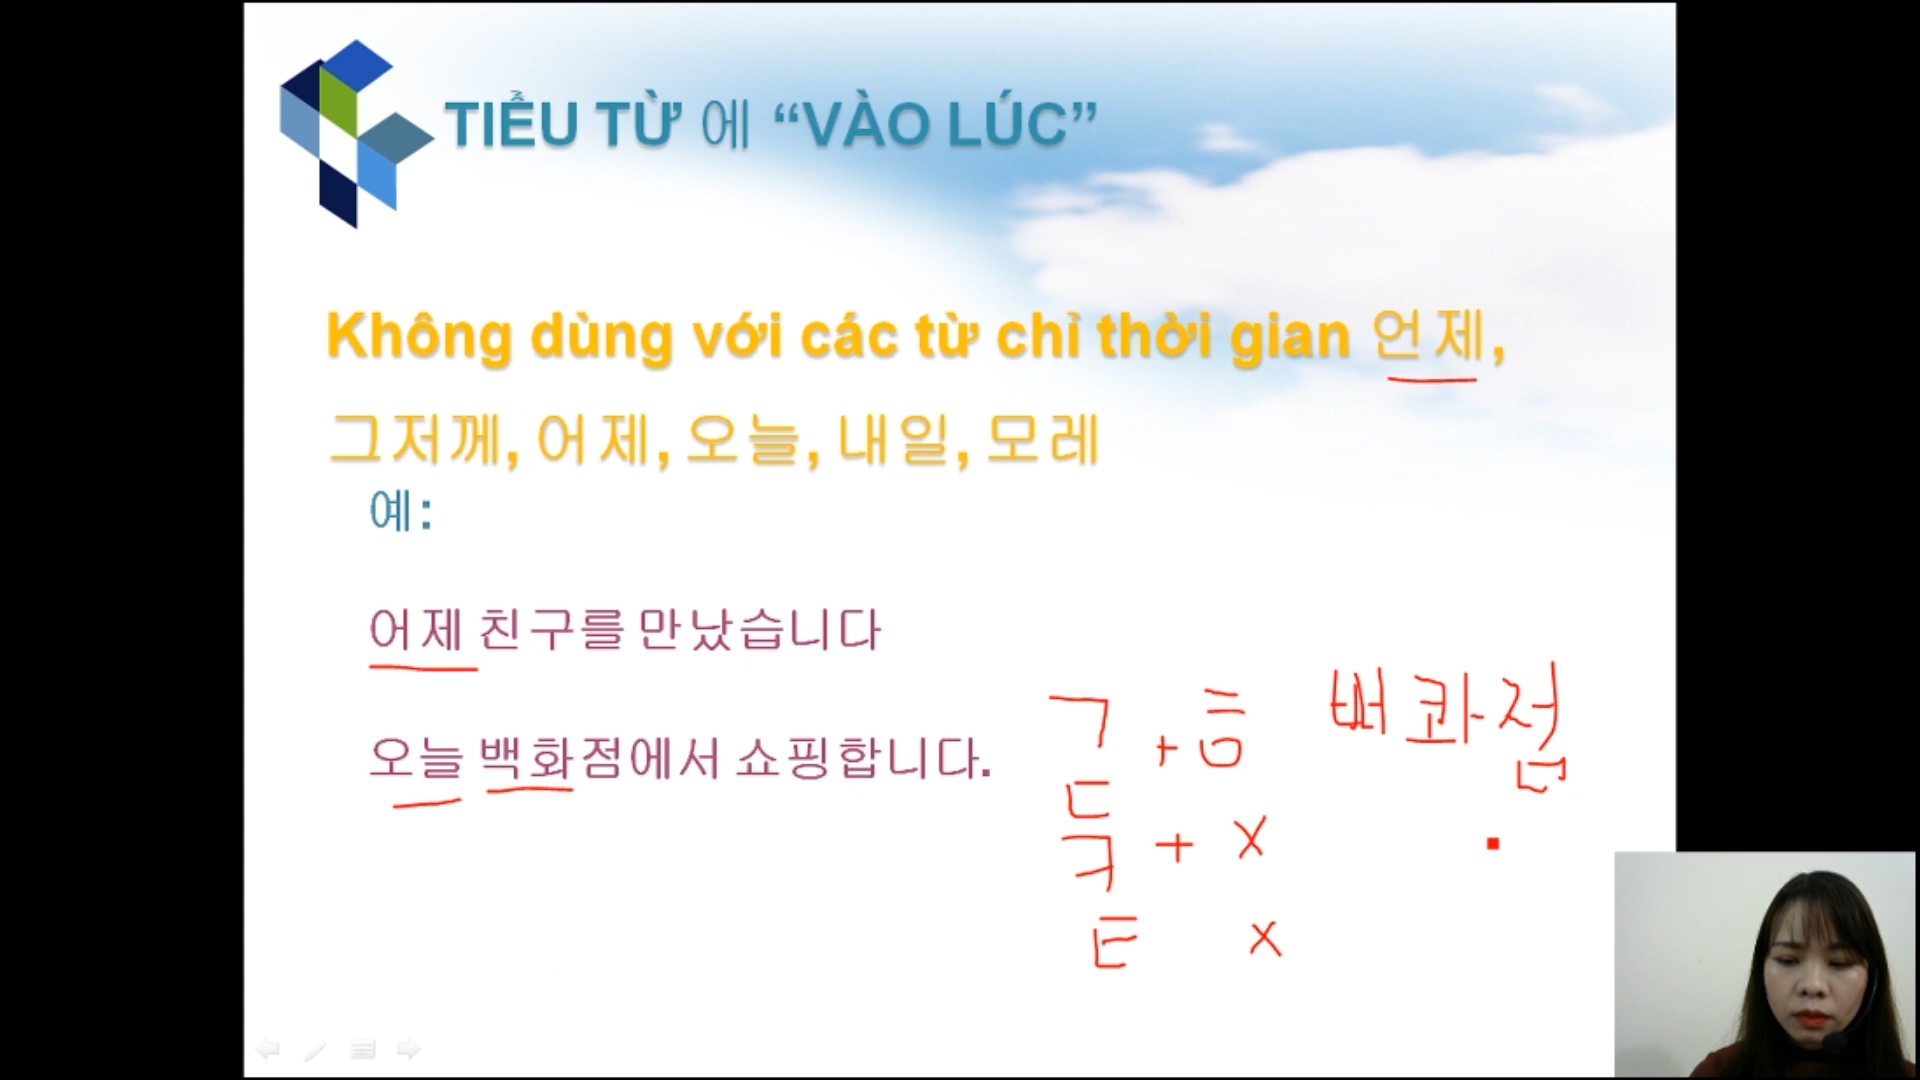 TIỂU TỪ 에 “VÀO LÚC”
Không dùng với các từ chỉ thời gian 언제,
그저께, 어제, 오늘, 내일, 모레
예:
어제 친구를 만났습니다
오늘 백화점에서 쇼핑합니다.
ㄱ + ㅎ
ㄷ
ㅋ + x
ㅌ x
배콰점